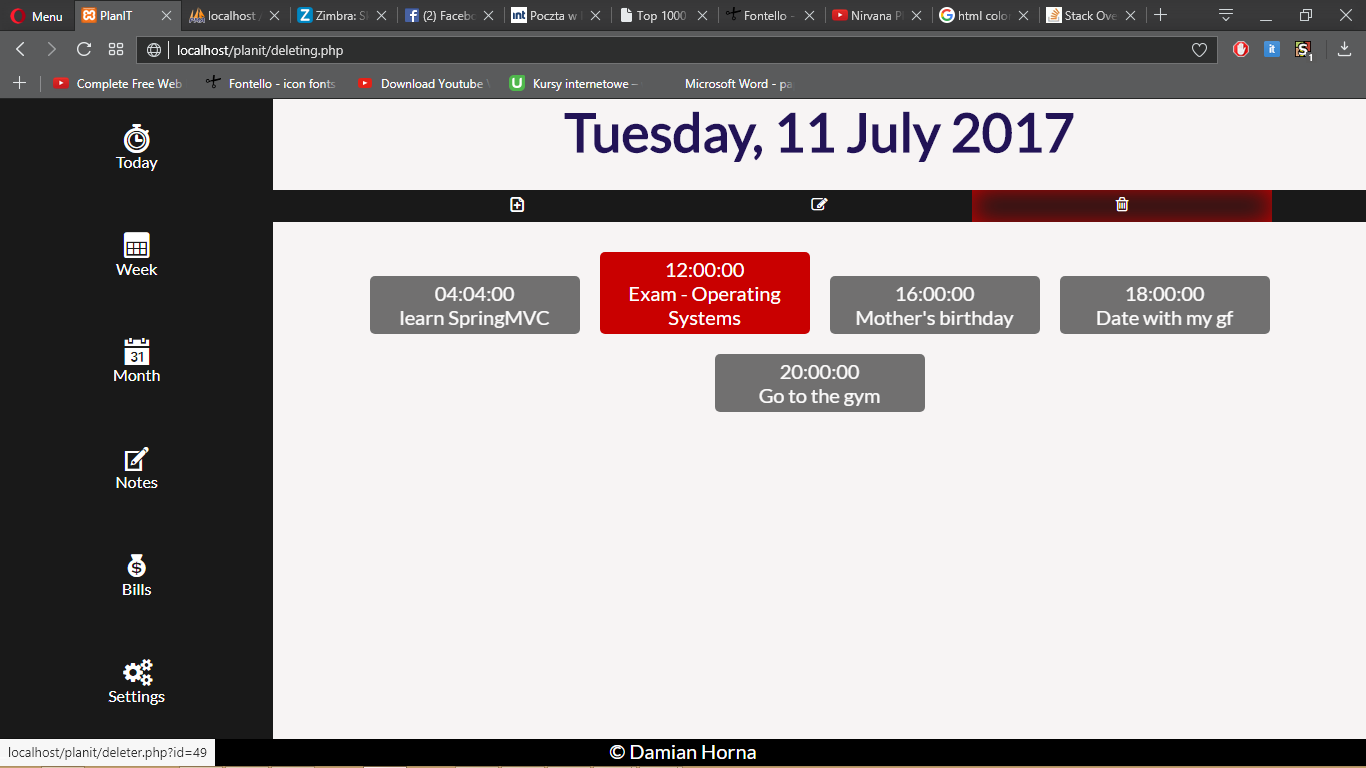 Menu
PlanIT
localhost /
Zimbra: S
(2) Facebo
Poczta w
Top 1000
Fontello -
Nirvana P
html color
Stack Ove
localhost/planit/deleting.php
Complete Free Web
Fontello - icon fonts
Download Youtube
Kursy internetowe –
Microsoft Word - pa
Tuesday, 11 July 2017
Today
Week
31
Month
Notes
Bills
Settings
04:04:00
learn SpringMVC
12:00:00
Exam - Operating
Systems
16:00:00
Mother's birthday
18:00:00
Date with my gf
20:00:00
Go to the gym
localhost/planit/deleter.php?id=49
© Damian Horna